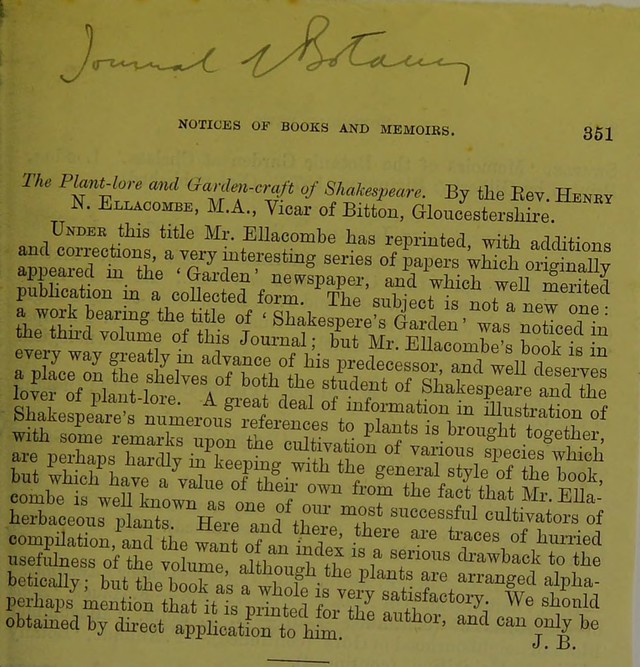 Journal of Botany
NOTICES OF BOOKS AND MEMOIRS. 351
The Plant-lore and Garden-craft of Shakespeare. By the Rev. HENRY
N. ELLACOMBE, M.A., Vicar of Bitton, Gloucestershire.
UNDER this title Mr. Ellacombe has reprinted, with additions
and corrections, a very interesting series of papers which originally
appeared in the ‘Garden’ newspaper, and which well merited
publication in a collected form. The subject is not a new one:
a work bearing the title of ‘Shakespere's Garden’ was noticed in
the third volume of this Journal; but Mr. Ellacombe's book is in
every way greatly in advance of his predecessor, and well deserves
a place on the shelves of both the student of Shakespeare and the
lover of plant-lore. A great deal of information in illustration of
Shakespeare's numerous references to plants is brought together,
with some remarks upon the cultivation of various species which
are perhaps hardly in keeping with the general style of the book,
but which have a value of their own from the fact that Mr. Ella-
combe is well known as one of our most successful cultivators of
herbaceous plants. Here and there, there are traces of hurried
compilation, and the want of an index is a serious drawback to the
usefulness of the volume, although the plants are arranged alpha-
betically; but the book as a whole is very satisfactory. We should
perhaps mention that it is printed for the author, and can only be
obtained by direct application to him. J. B.